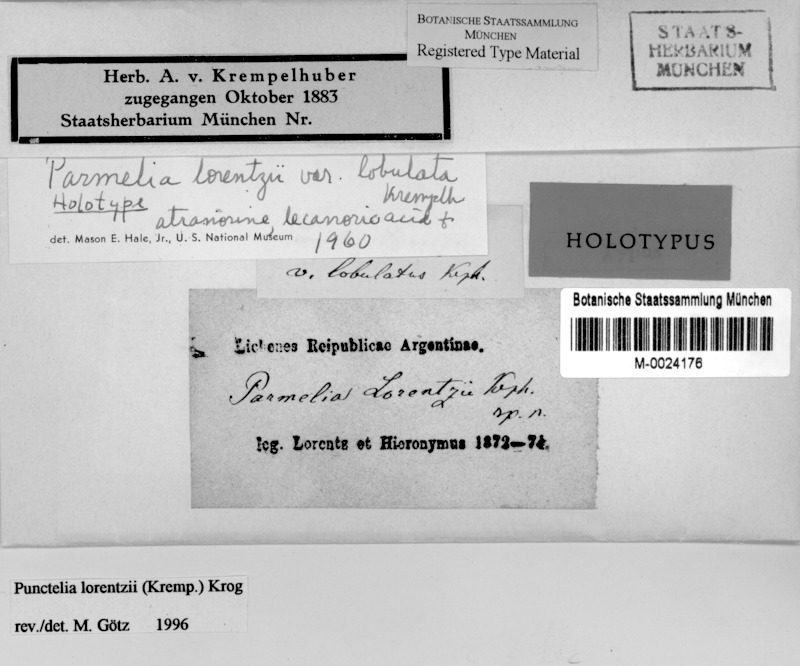 BOTANISCHE STAATSSAMMLUNG
MÜNCHEN
Registered Type Material
STAATS-
HERBARIUM
MÜNCHEN
Herb. A. v. Krempelhuber
zugegangen Oktober 1883
Staatsherbarium München Nr.
Parmelia lorentzii var. lobulata
Kremplh
Holotype
atranorine, lecanoric acid +
det. Mason E. Hale, Jr., U. S. National Museum 1960
HOLOTYPUS
v. lobulatus Kph.
Botanische Staatssammlung München
M-0024176
Lichenes Reipublicae Argentinae.
Parmelia Lorentzii Kph.
sp. n.
leg. Lorentz et Hieronymus 1872—74.
Punctelia lorentzii (Kremp.) Krog
rev./det. M. Götz 1996